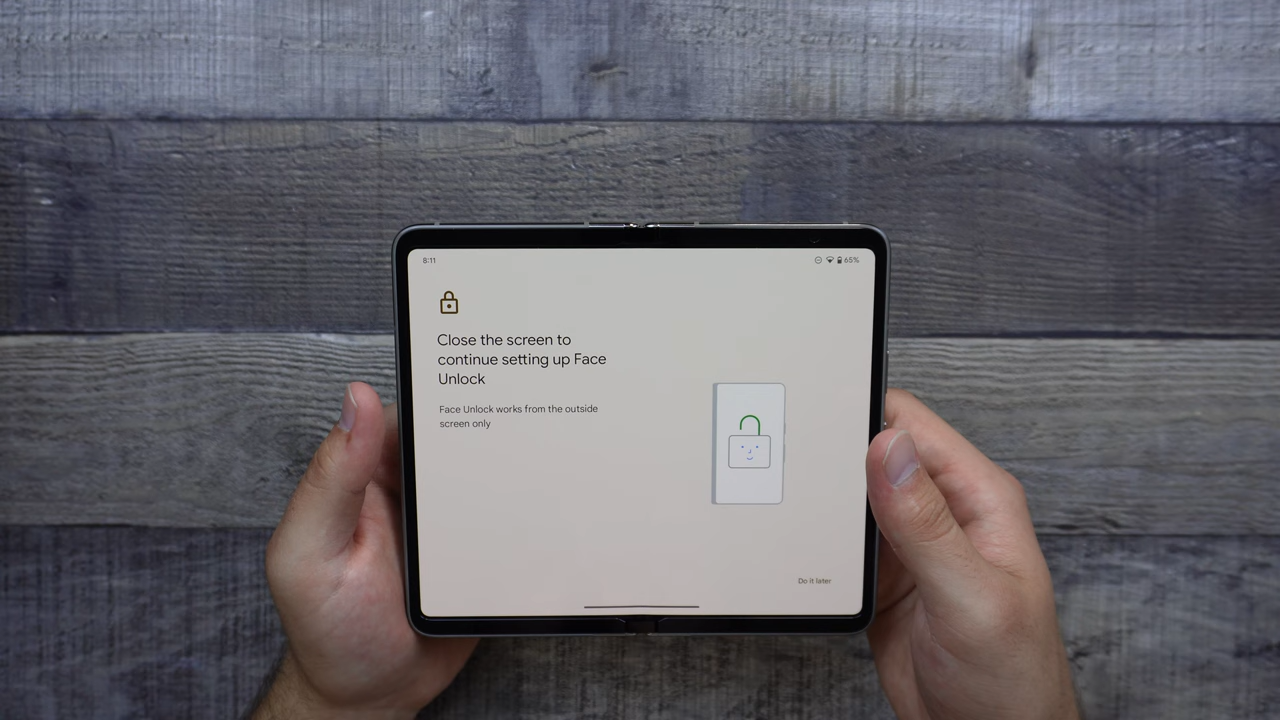 8:11
65%
Close the screen to
continue setting up Face
Unlock
Face Unlock works from the outside
screen only
Do it later